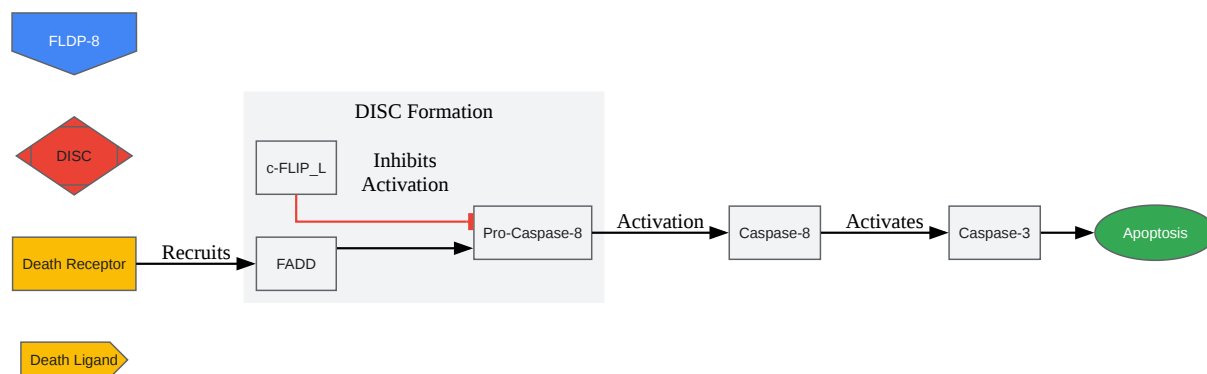 FLDP-8
DISC Formation
DISC
c-FLIP_L
Inhibits
Activation
Death Receptor
Recruits
FADD
Pro-Caspase-8
Activation
Caspase-8
Activates
Caspase-3
Apoptosis
Death Ligand